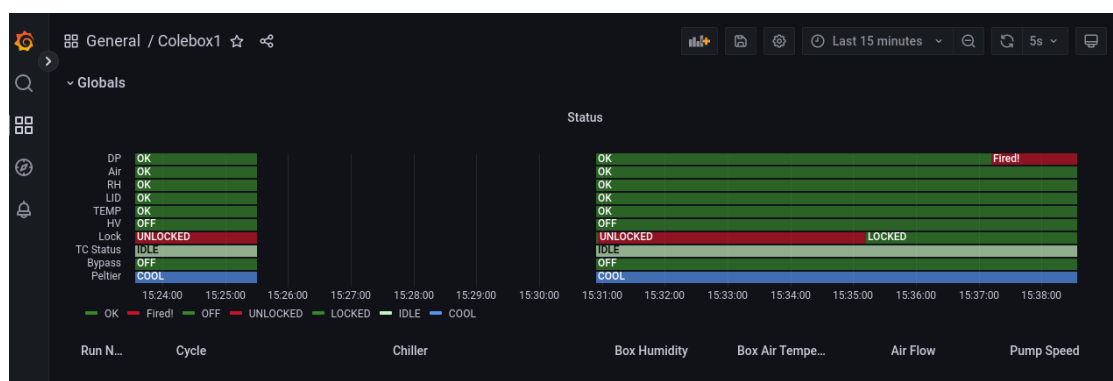 General / Colebox1
Last 15 minutes
5s
Globals
Status
DP OK OK Fired!
Air OK OK
RH OK OK
LID OK OK
TEMP OK OK
HV OFF OFF
Lock UNLOCKED UNLOCKED LOCKED
TC Status IDLE IDLE
Bypass OFF OFF
Peltier COOL COOL
15:24:00 15:25:00 15:26:00 15:27:00 15:28:00 15:29:00 15:30:00 15:31:00 15:32:00 15:33:00 15:34:00 15:35:00 15:36:00 15:37:00 15:38:00
OK Fired! OFF UNLOCKED LOCKED IDLE COOL
Run N... Cycle Chiller Box Humidity Box Air Tempe... Air Flow Pump Speed